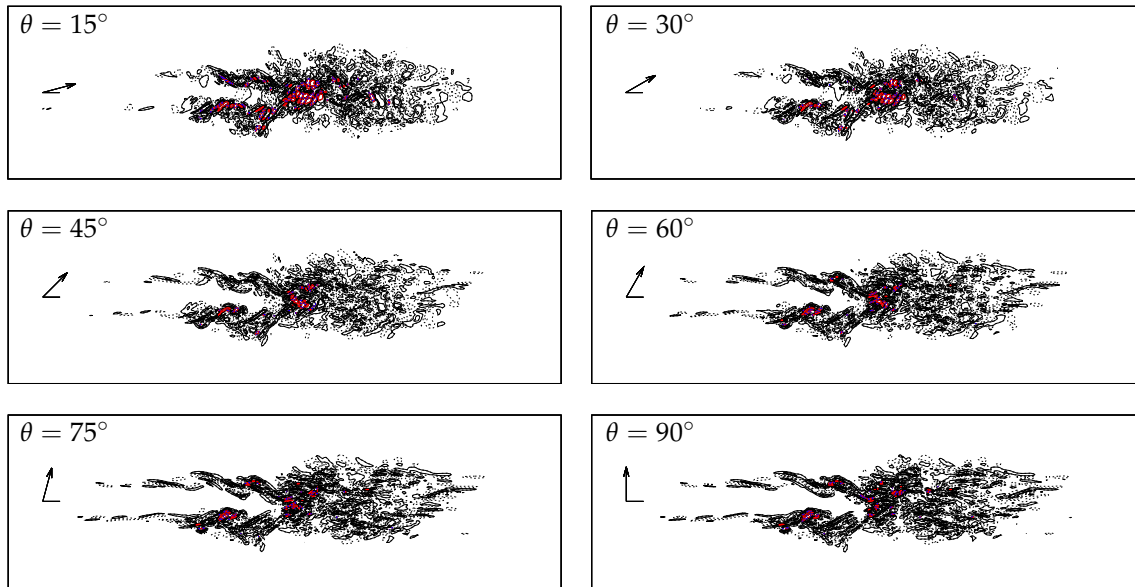 θ = 15°
θ = 30°
θ = 45°
θ = 60°
θ = 75°
θ = 90°